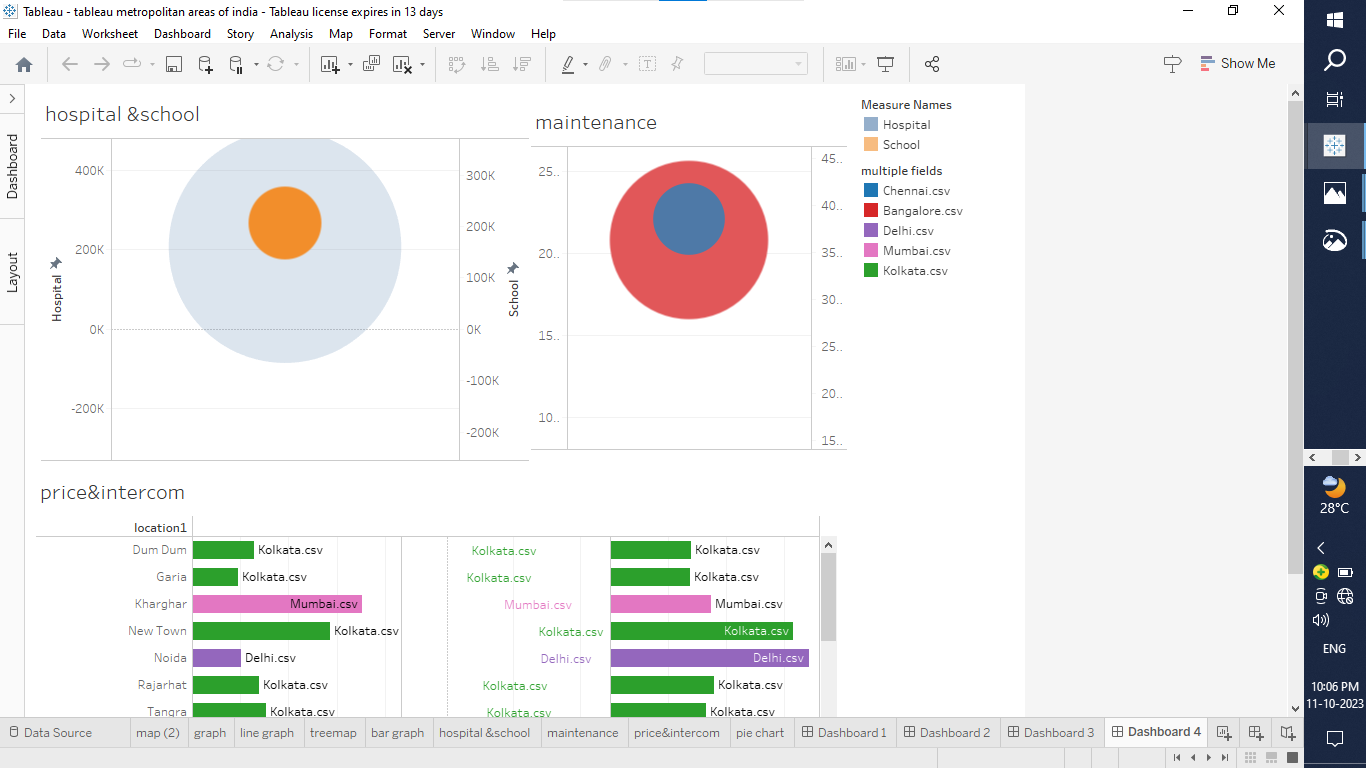 Tableau - tableau metropolitan areas of india - Tableau license expires in 13 days
File Data Worksheet Dashboard Story Analysis Map Format Server Window Help
Show Me
Dashboard
Layout
hospital &school
400K
200K
0K
-200K
Hospital
300K
200K
100K
0K
-100K
-200K
School
maintenance
25..
20..
15..
10..
45..
40..
35..
30..
25..
20..
15..
Measure Names
Hospital
School
multiple fields
Chennai.csv
Bangalore.csv
Delhi.csv
Mumbai.csv
Kolkata.csv
price&intercom
location1
Dum Dum Kolkata.csv Kolkata.csv Kolkata.csv
Garia Kolkata.csv Kolkata.csv Kolkata.csv
Kharghar Mumbai.csv Mumbai.csv Mumbai.csv
New Town Kolkata.csv Kolkata.csv Kolkata.csv
Noida Delhi.csv Delhi.csv Delhi.csv
Rajarhat Kolkata.csv Kolkata.csv Kolkata.csv
Tangra Kolkata.csv Kolkata.csv Kolkata.csv
Data Source map (2) graph line graph treemap bar graph hospital &school maintenance price&intercom pie chart Dashboard 1 Dashboard 2 Dashboard 3 Dashboard 4
28°C
ENG
10:06 PM
11-10-2023